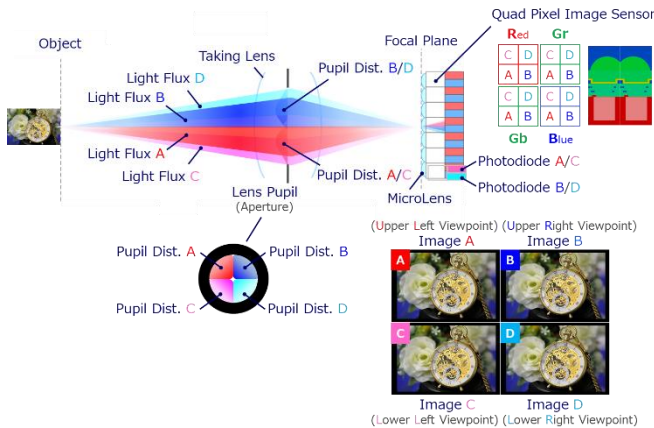 Quad Pixel Image Sensor
Object
Taking Lens
Focal Plane
Red
Gr
Light Flux D
Pupil Dist. B/D
C D C D
A B A B
Light Flux B
C D C D
A B A B
Light Flux A
Gb
Blue
Light Flux C
Pupil Dist. A/C
Photodiode A/C
Lens Pupil
(Aperture)
MicroLens
Photodiode B/D
(Upper Left Viewpoint) (Upper Right Viewpoint)
Image A
Image B
Pupil Dist. A
Pupil Dist. B
A
B
Pupil Dist. C
Pupil Dist. D
C
D
Image C
Image D
(Lower Left Viewpoint) (Lower Right Viewpoint)